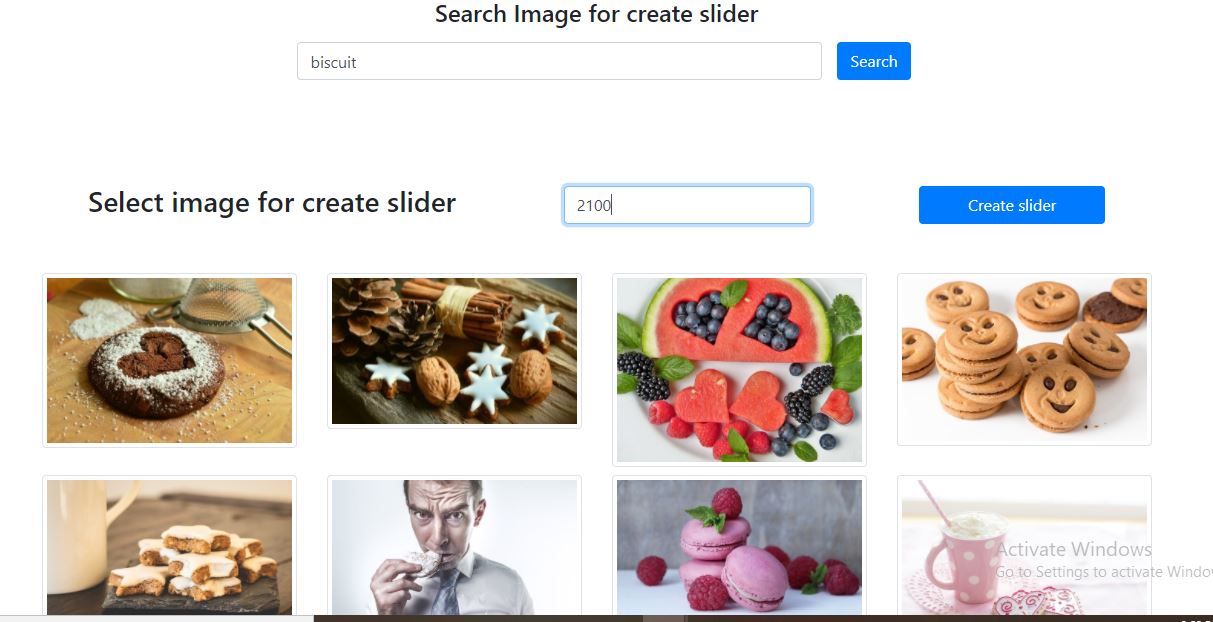 Search Image for create slider
biscuit
Search
Select image for create slider
2100
Create slider
Activate Windows
Go to Settings to activate